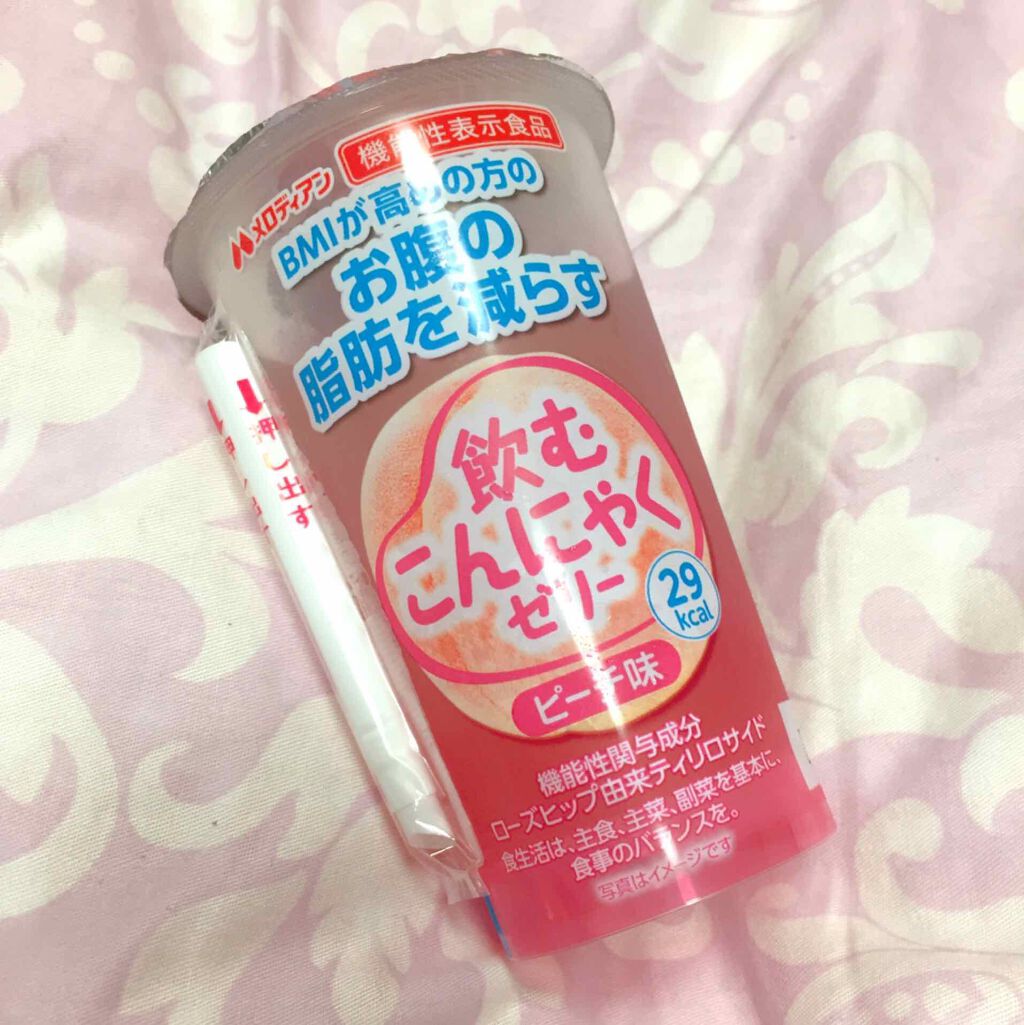 機能性表示食品
メロディアン
BMIが高めの方の
お腹の
脂肪を減らす
飲む
こんにゃく
ゼリー
29
kcal
ピーチ味
機能性関与成分
ローズヒップ由来ティリロサイド
食生活は、主食、主菜、副菜を基本に、
食事のバランスを。
写真はイメージです
押し出す